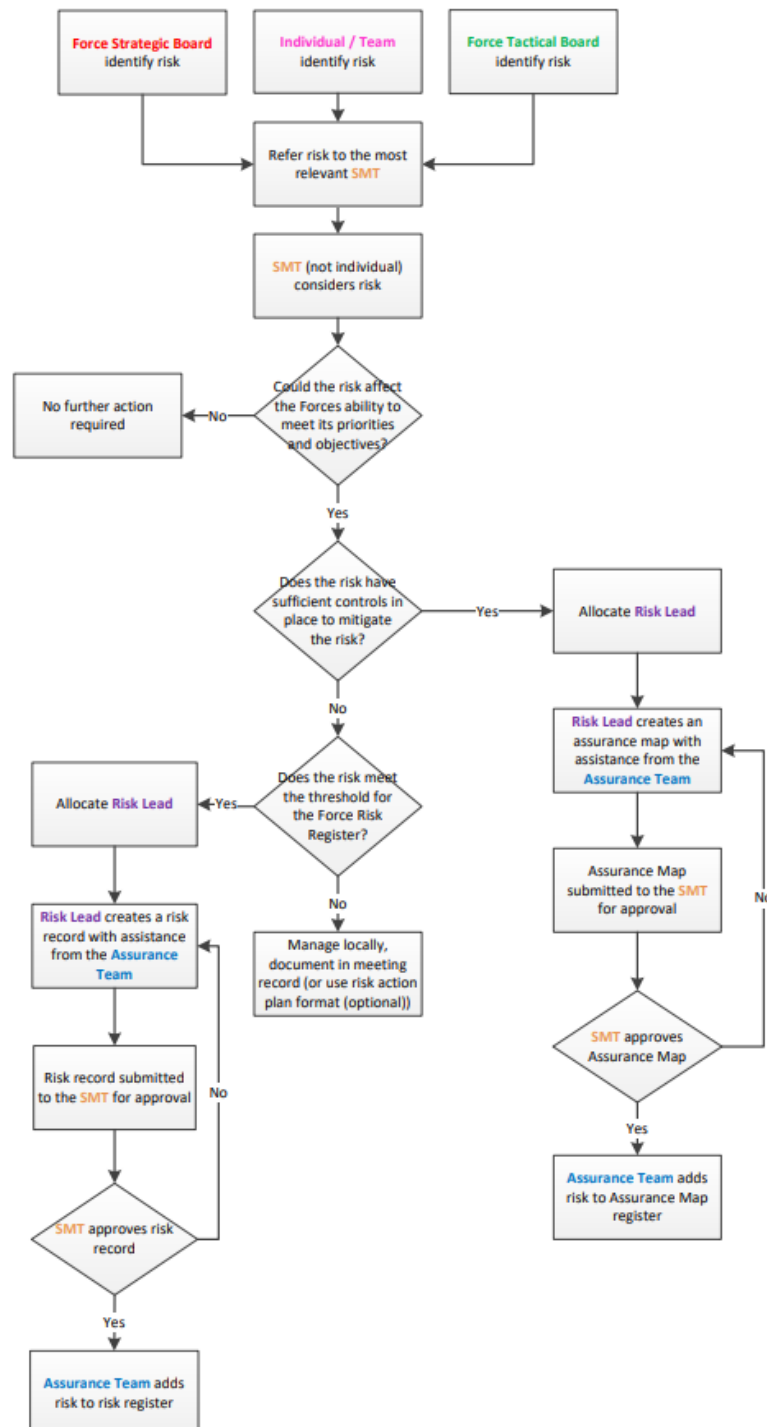 Force Strategic Board
identify risk
Individual / Team
identify risk
Force Tactical Board
identify risk
Refer risk to the most
relevant SMT
SMT (not individual)
considers risk
Could the risk affect
the Forces ability to
meet its priorities
and objectives?
No
No further action
required
Yes
Does the risk have
sufficient controls in
place to mitigate
the risk?
Yes
Allocate Risk Lead
No
Risk Lead creates an
assurance map with
assistance from the
Assurance Team
Does the risk meet
the threshold for
the Force Risk
Register?
Yes
Allocate Risk Lead
Assurance Map
submitted to the SMT
for approval
No
No
Risk Lead creates a risk
record with assistance
from the Assurance
Team
Manage locally,
document in meeting
record (or use risk action
plan format (optional))
SMT approves
Assurance Map
Risk record submitted
to the SMT for approval
No
Yes
Assurance Team adds
risk to Assurance Map
register
SMT approves risk
record
Yes
Assurance Team adds
risk to risk register